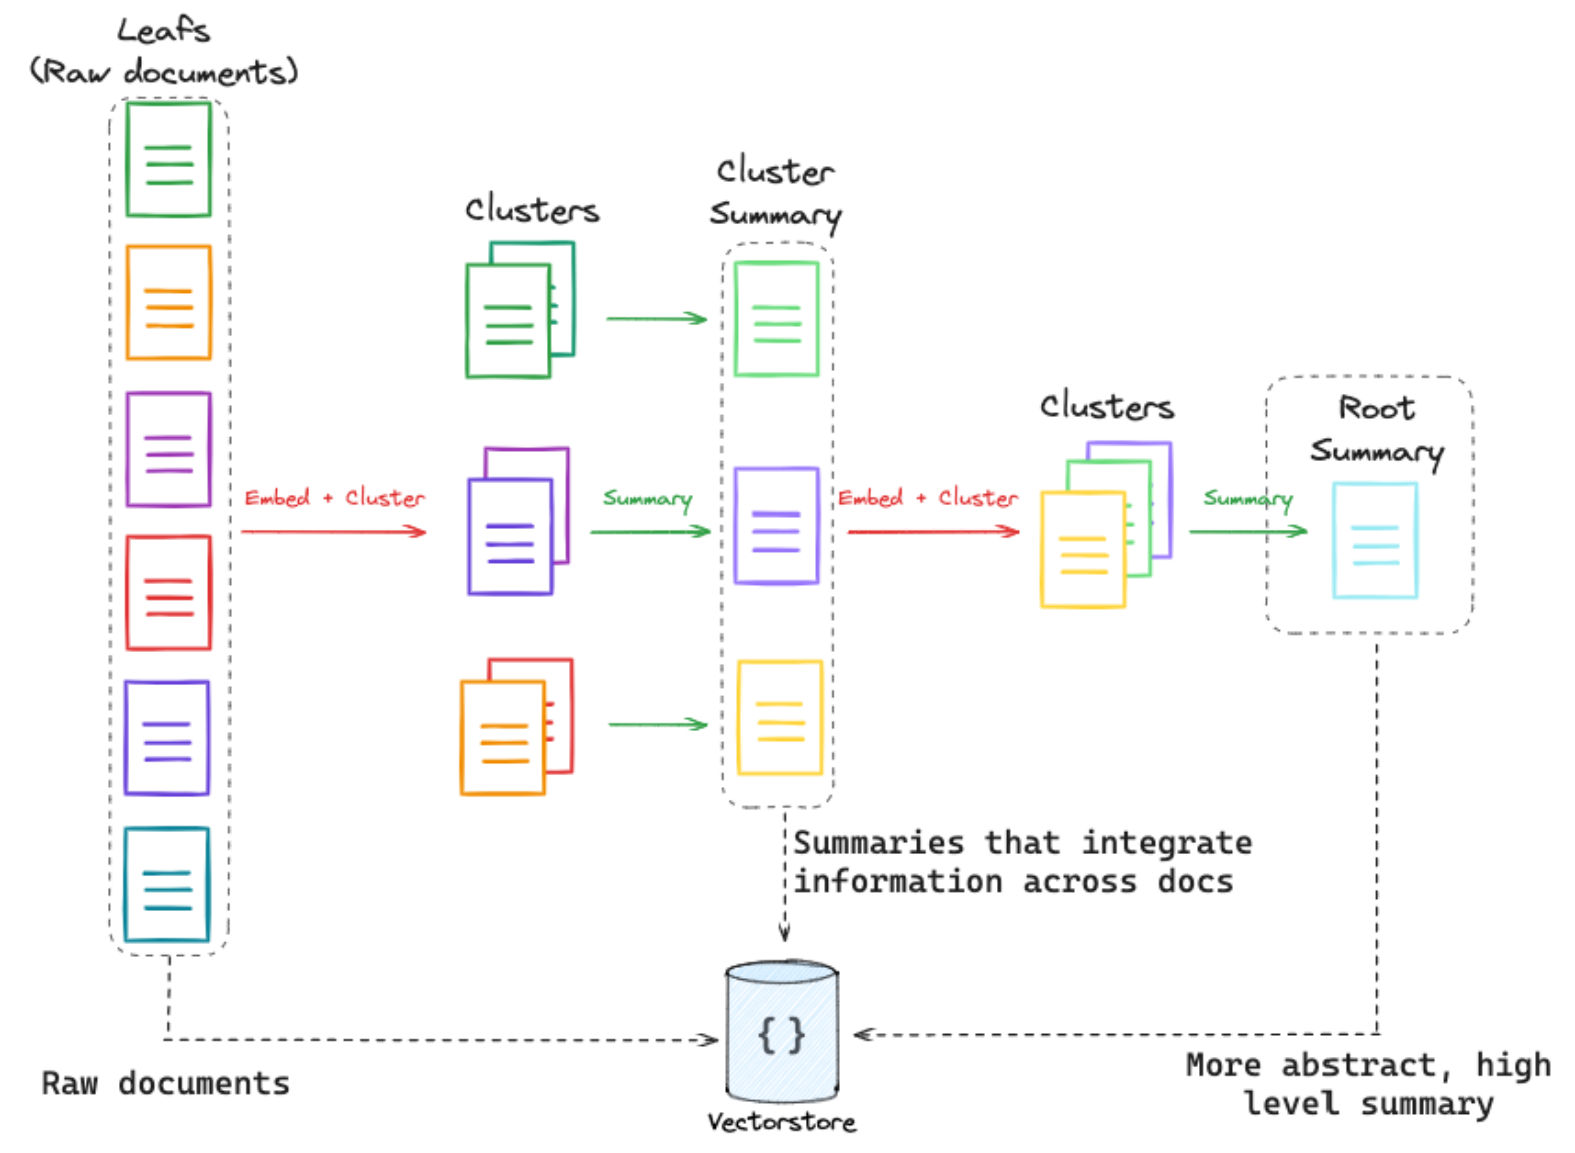 Leafs
(Raw documents)
Clusters
Cluster
Summary
Clusters
Root
Summary
Embed + Cluster
Summary
Embed + Cluster
Summary
Summaries that integrate
information across docs
{}
Vectorstore
Raw documents
More abstract, high
level summary